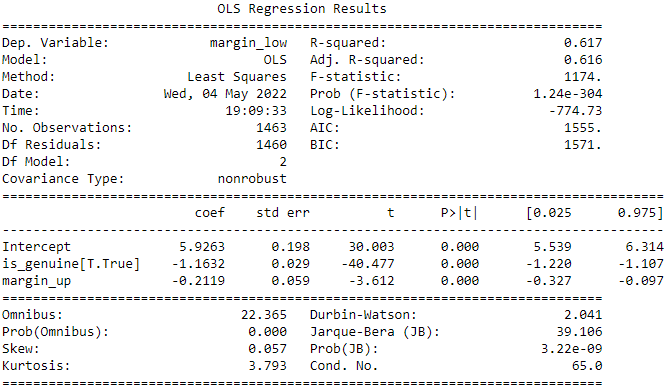 OLS Regression Results
==============================================================================
Dep. Variable: margin_low R-squared: 0.617
Model: OLS Adj. R-squared: 0.616
Method: Least Squares F-statistic: 1174.
Date: Wed, 04 May 2022 Prob (F-statistic): 1.24e-304
Time: 19:09:33 Log-Likelihood: -774.73
No. Observations: 1463 AIC: 1555.
Df Residuals: 1460 BIC: 1571.
Df Model: 2
Covariance Type: nonrobust
======================================================================================
coef std err t P>|t| [0.025 0.975]
--------------------------------------------------------------------------------------
Intercept 5.9263 0.198 30.003 0.000 5.539 6.314
is_genuine[T.True] -1.1632 0.029 -40.477 0.000 -1.220 -1.107
margin_up -0.2119 0.059 -3.612 0.000 -0.327 -0.097
==============================================================================
Omnibus: 22.365 Durbin-Watson: 2.041
Prob(Omnibus): 0.000 Jarque-Bera (JB): 39.106
Skew: 0.057 Prob(JB): 3.22e-09
Kurtosis: 3.793 Cond. No. 65.0
==============================================================================